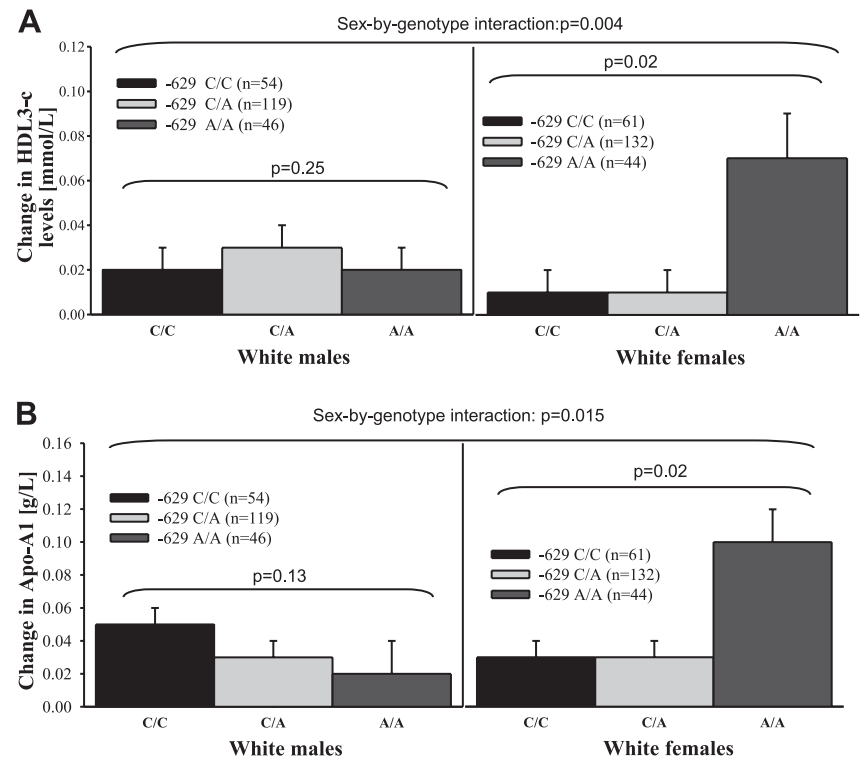 A
Sex-by-genotype interaction:p=0.004
Change in HDL3-c
levels [mmol/L]
0.12
0.10
0.08
0.06
0.04
0.02
0.00
-629 C/C (n=54)
-629 C/A (n=119)
-629 A/A (n=46)
p=0.25
p=0.02
-629 C/C (n=61)
-629 C/A (n=132)
-629 A/A (n=44)
C/C C/A A/A
White males
C/C C/A A/A
White females
B
Sex-by-genotype interaction: p=0.015
Change in Apo-A1 [g/L]
0.16
0.14
0.12
0.10
0.08
0.06
0.04
0.02
0.00
-629 C/C (n=54)
-629 C/A (n=119)
-629 A/A (n=46)
p=0.13
p=0.02
-629 C/C (n=61)
-629 C/A (n=132)
-629 A/A (n=44)
C/C C/A A/A
White males
C/C C/A A/A
White females